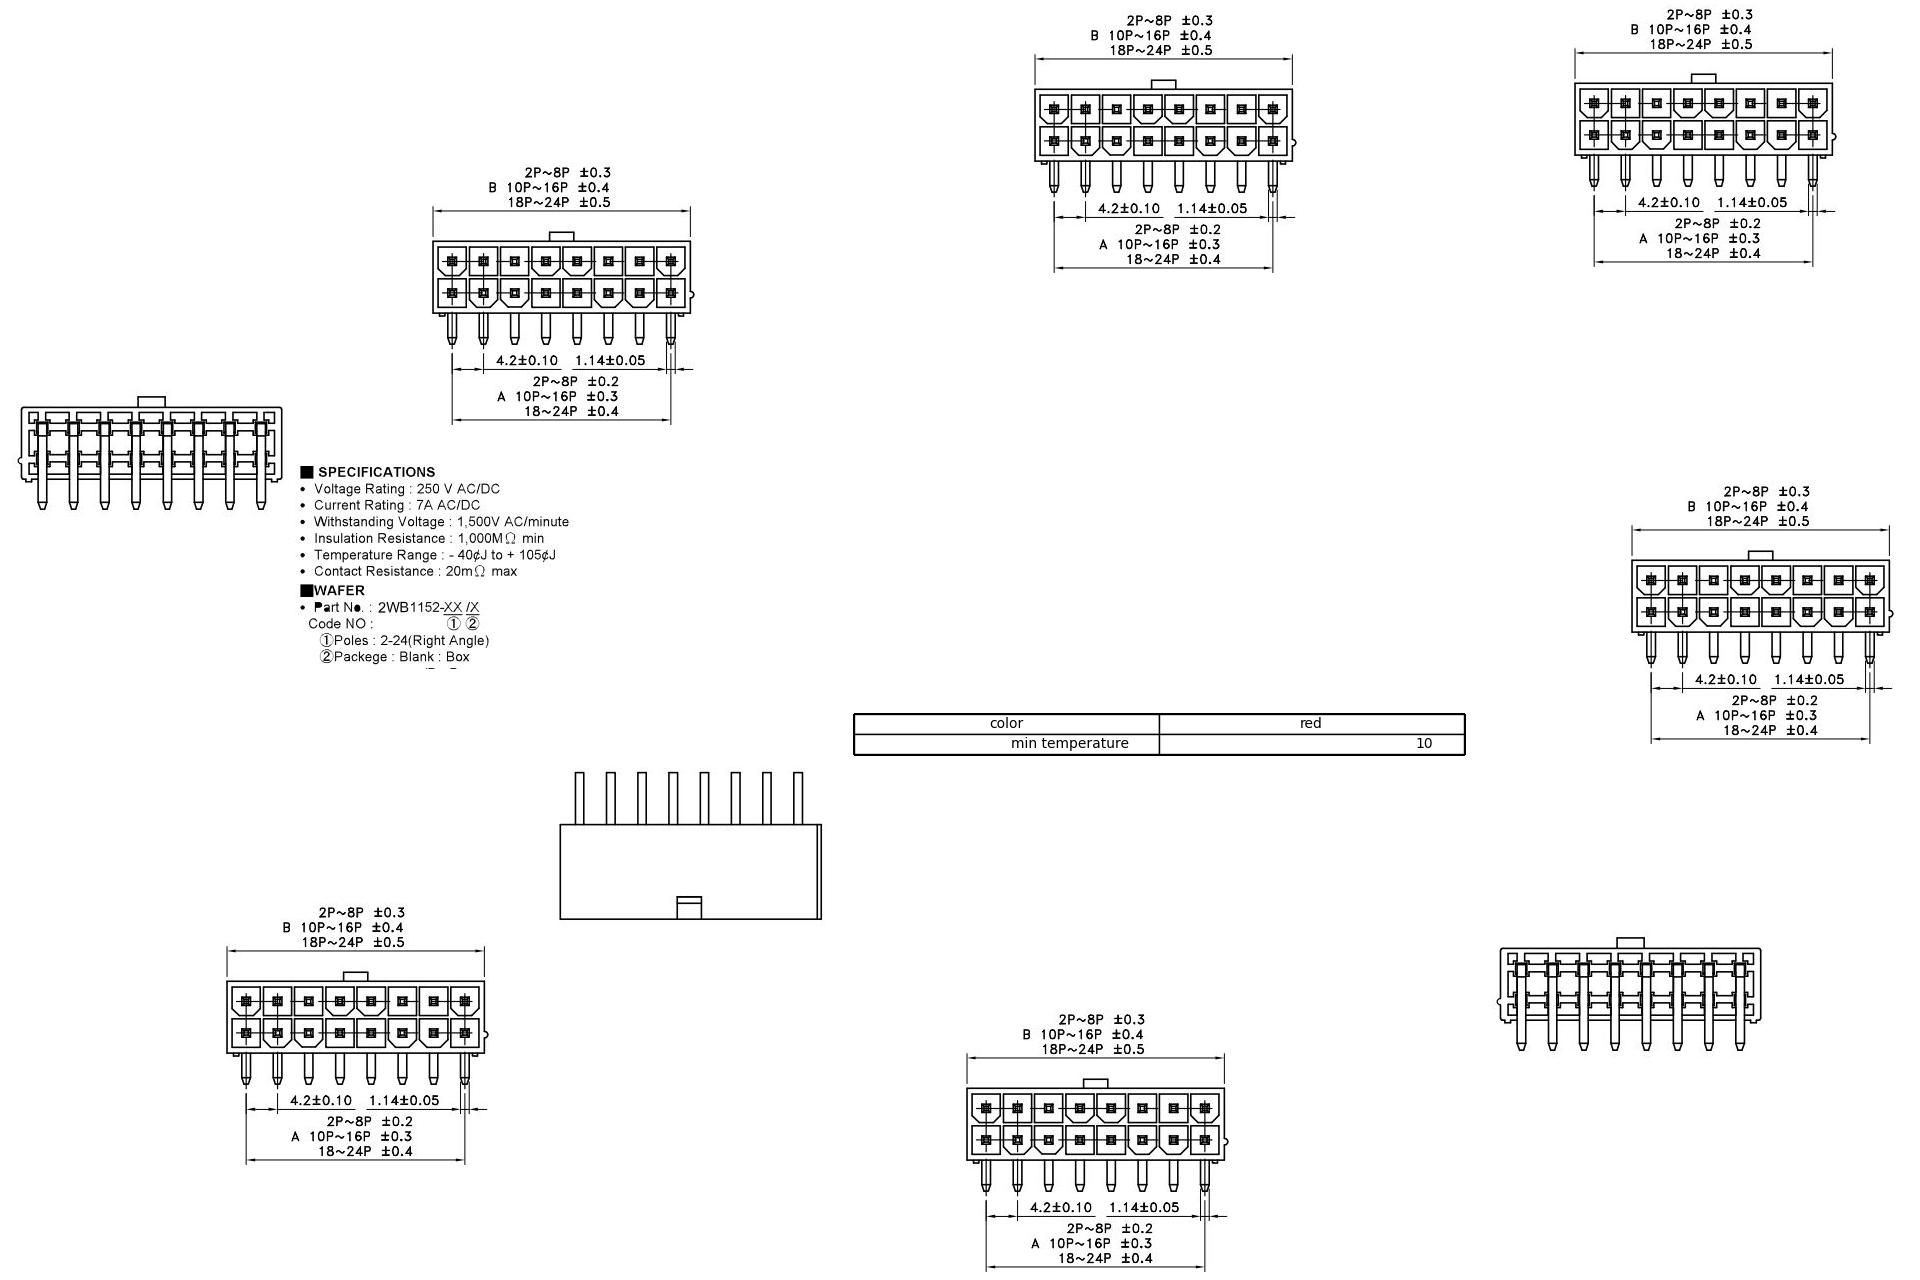 2P~8P ±0.3
B 10P~16P ±0.4
18P~24P ±0.5
4.2±0.10 1.14±0.05
2P~8P ±0.2
A 10P~16P ±0.3
18~24P ±0.4
2P~8P ±0.3
B 10P~16P ±0.4
18P~24P ±0.5
4.2±0.10 1.14±0.05
2P~8P ±0.2
A 10P~16P ±0.3
18~24P ±0.4
2P~8P ±0.3
B 10P~16P ±0.4
18P~24P ±0.5
4.2±0.10 1.14±0.05
2P~8P ±0.2
A 10P~16P ±0.3
18~24P ±0.4
■ SPECIFICATIONS
• Voltage Rating : 250 V AC/DC
• Current Rating : 7A AC/DC
• Withstanding Voltage : 1,500V AC/minute
• Insulation Resistance : 1,000MΩ min
• Temperature Range : - 40¢J to + 105¢J
• Contact Resistance : 20mΩ max
■WAFER
• Part No. : 2WB1152-XX /X
Code NO : ① ②
①Poles : 2-24(Right Angle)
②Packege : Blank : Box
2P~8P ±0.3
B 10P~16P ±0.4
18P~24P ±0.5
4.2±0.10 1.14±0.05
2P~8P ±0.2
A 10P~16P ±0.3
18~24P ±0.4
color red
min temperature 10
2P~8P ±0.3
B 10P~16P ±0.4
18P~24P ±0.5
4.2±0.10 1.14±0.05
2P~8P ±0.2
A 10P~16P ±0.3
18~24P ±0.4
2P~8P ±0.3
B 10P~16P ±0.4
18P~24P ±0.5
4.2±0.10 1.14±0.05
2P~8P ±0.2
A 10P~16P ±0.3
18~24P ±0.4